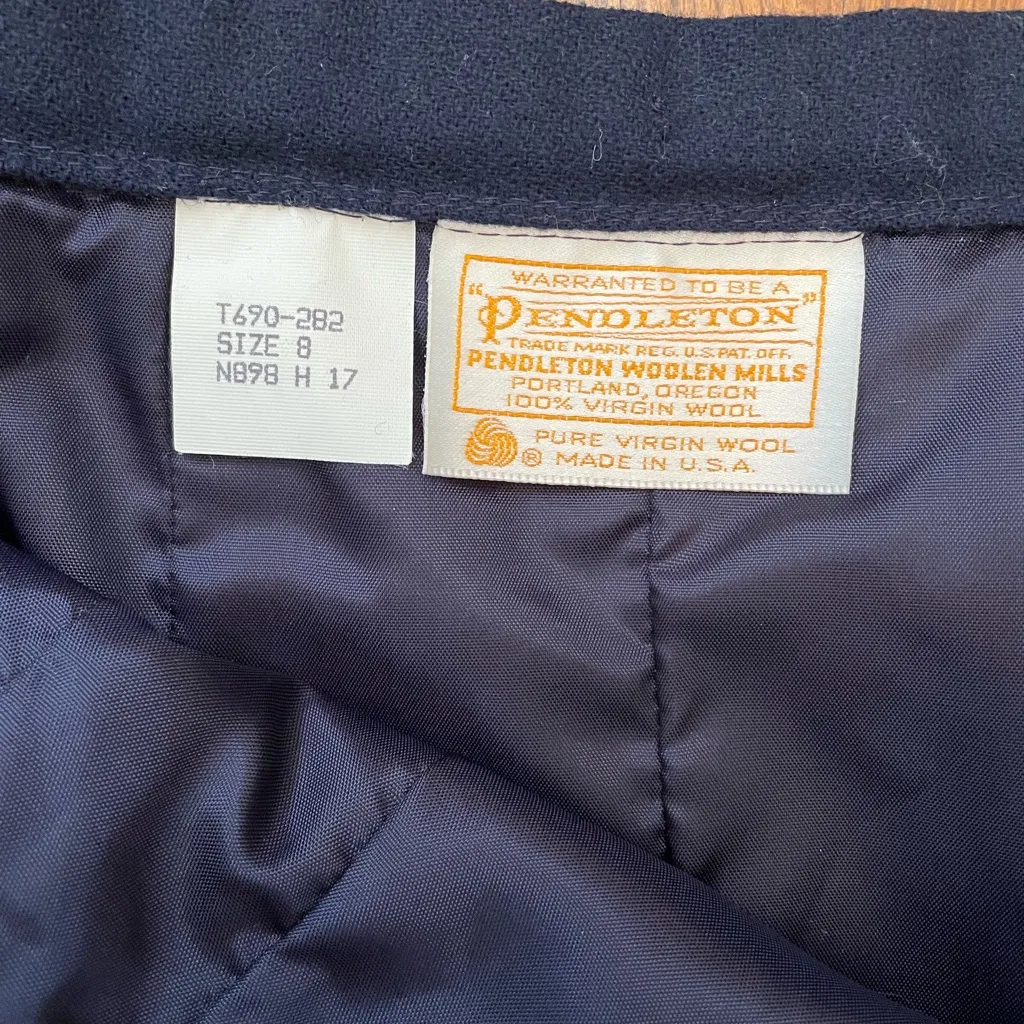 T690-282
SIZE 8
N898 H 17
WARRANTED TO BE A
"PENDLETON"
TRADE MARK REG. U.S. PAT. OFF.
PENDLETON WOOLEN MILLS
PORTLAND, OREGON
100% VIRGIN WOOL
PURE VIRGIN WOOL
® MADE IN U.S.A.